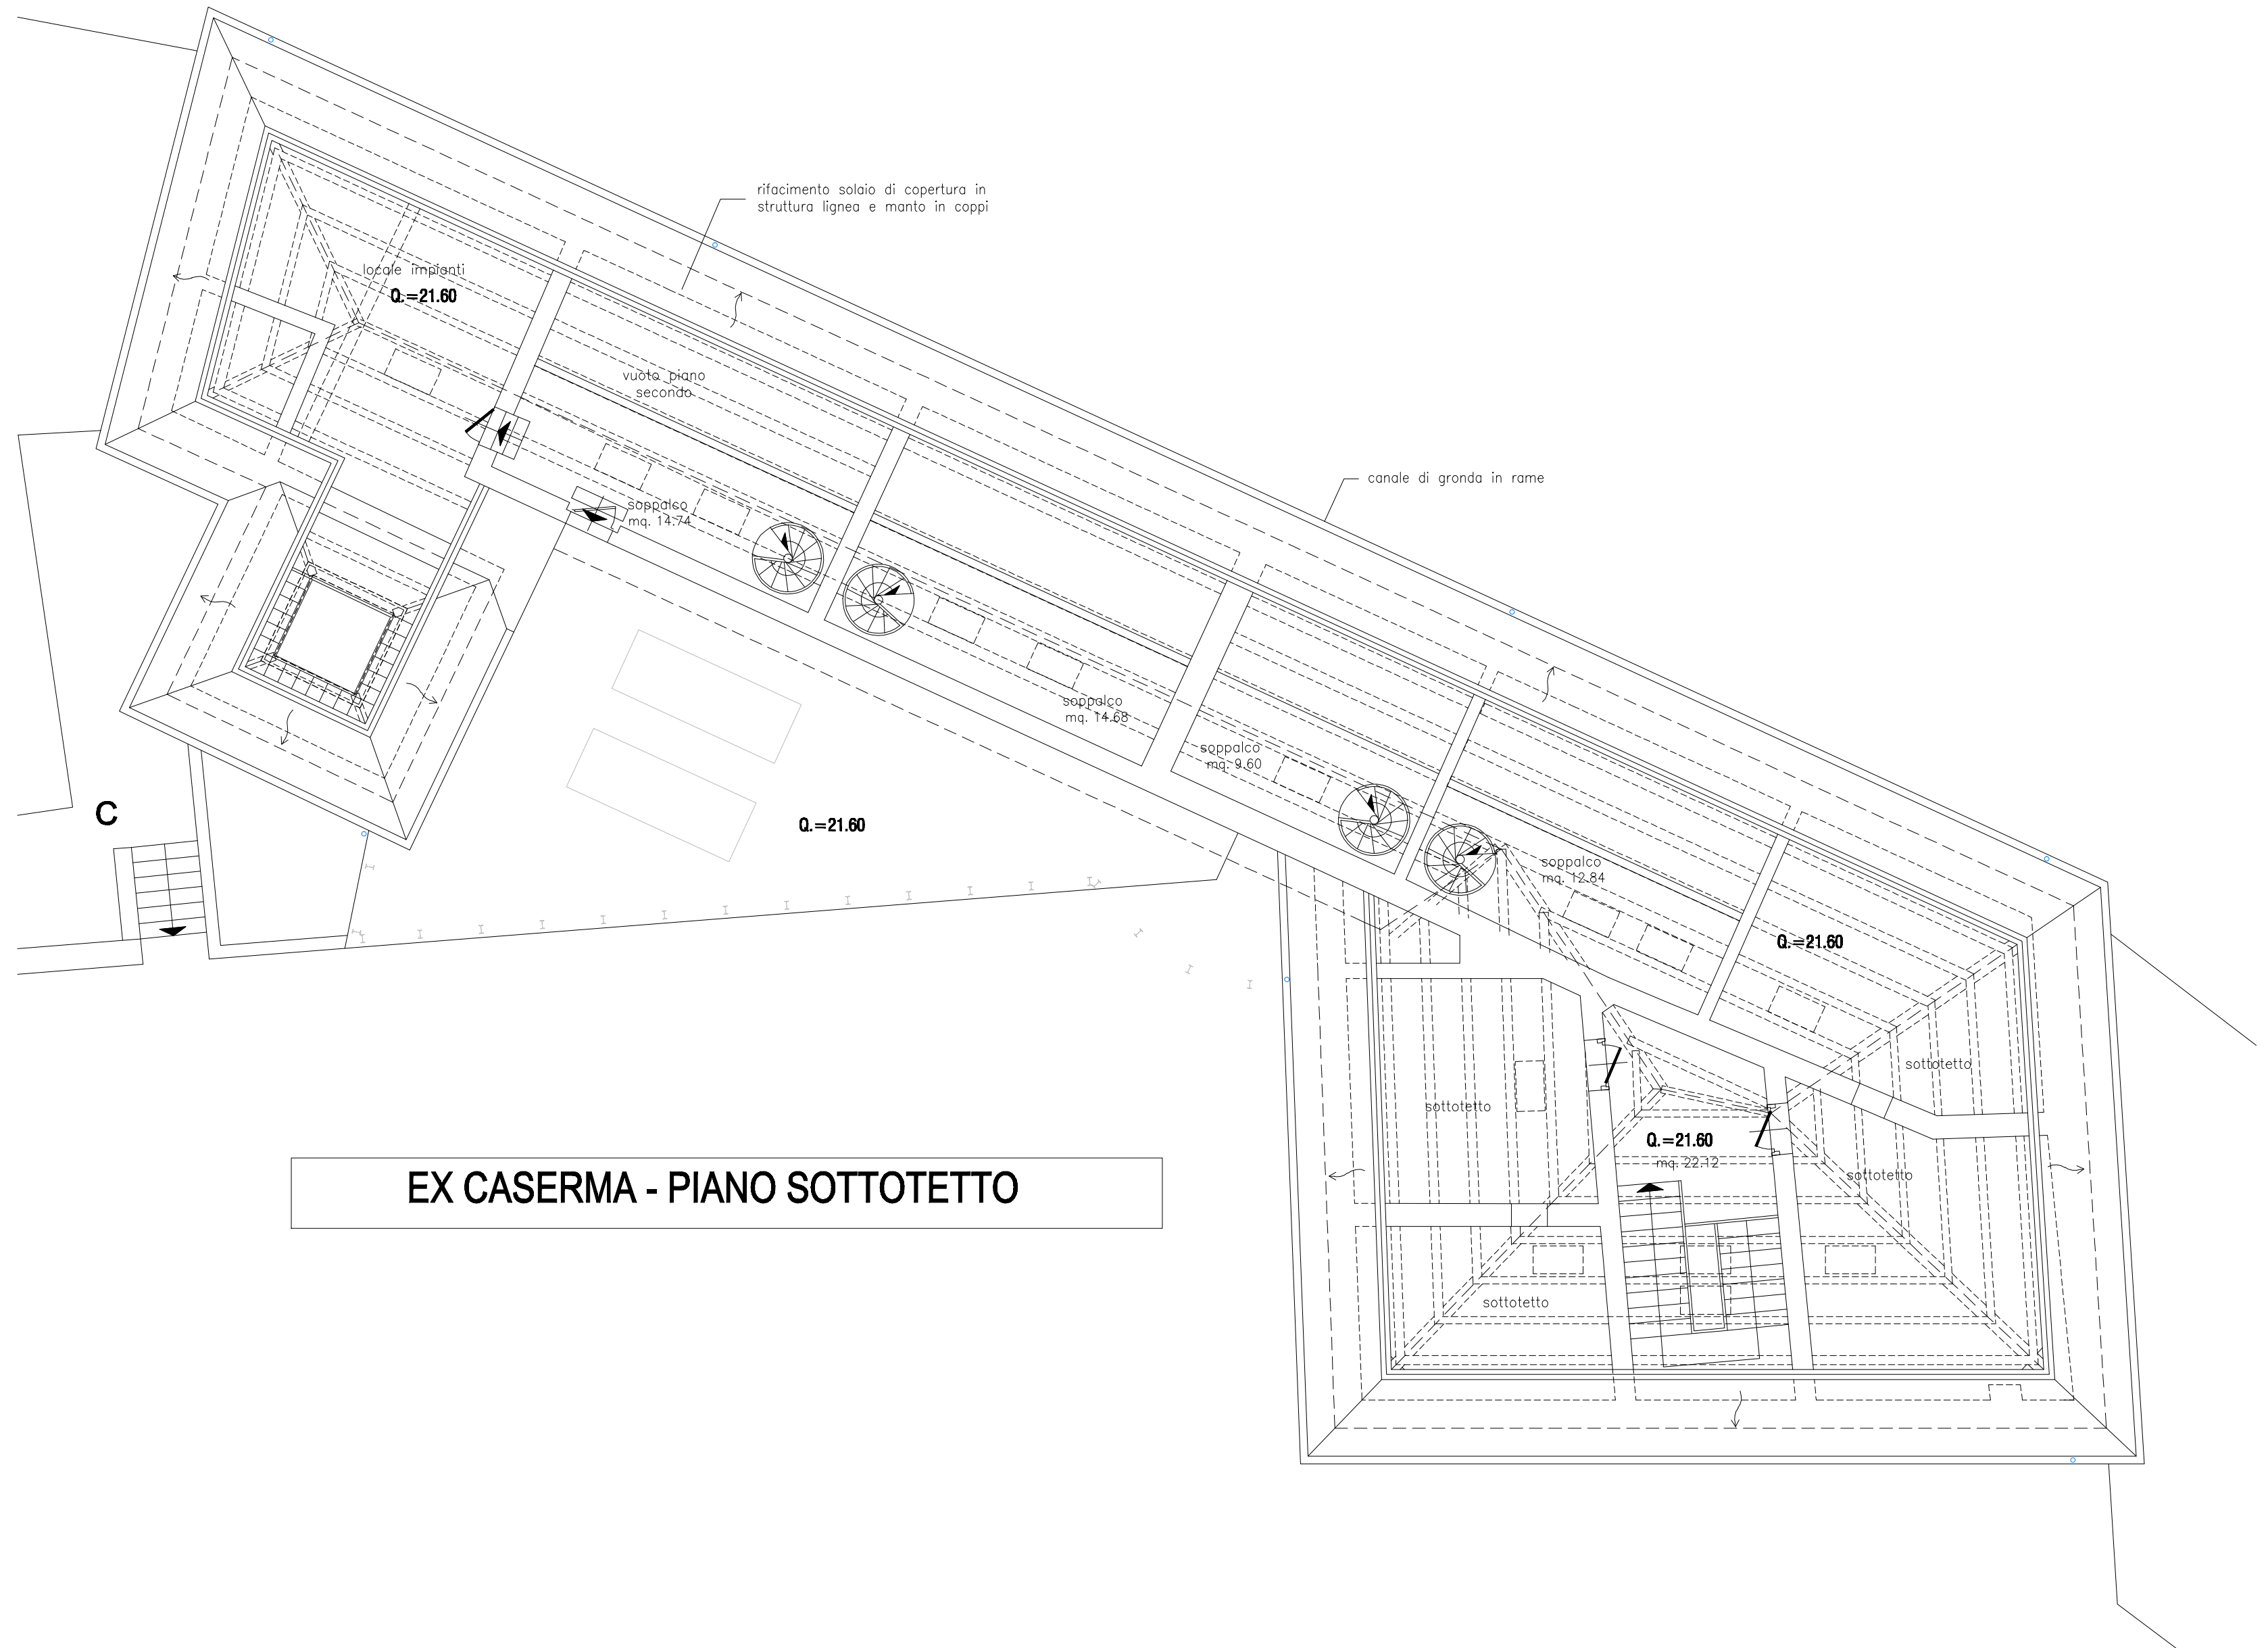 rifacimento solaio di copertura in
struttura lignea e manto in coppi
locale impianti
Q.=21.60
vuoto piano
secondo
canale di gronda in rame
soppalco
mq. 14.74
soppalco
mq. 14.68
soppalco
mq. 9.60
C
Q.=21.60
soppalco
mq. 12.84
Q.=21.60
sottotetto
sottotetto
Q.=21.60
mq. 22.12
sottotetto
EX CASERMA - PIANO SOTTOTETTO
sottotetto